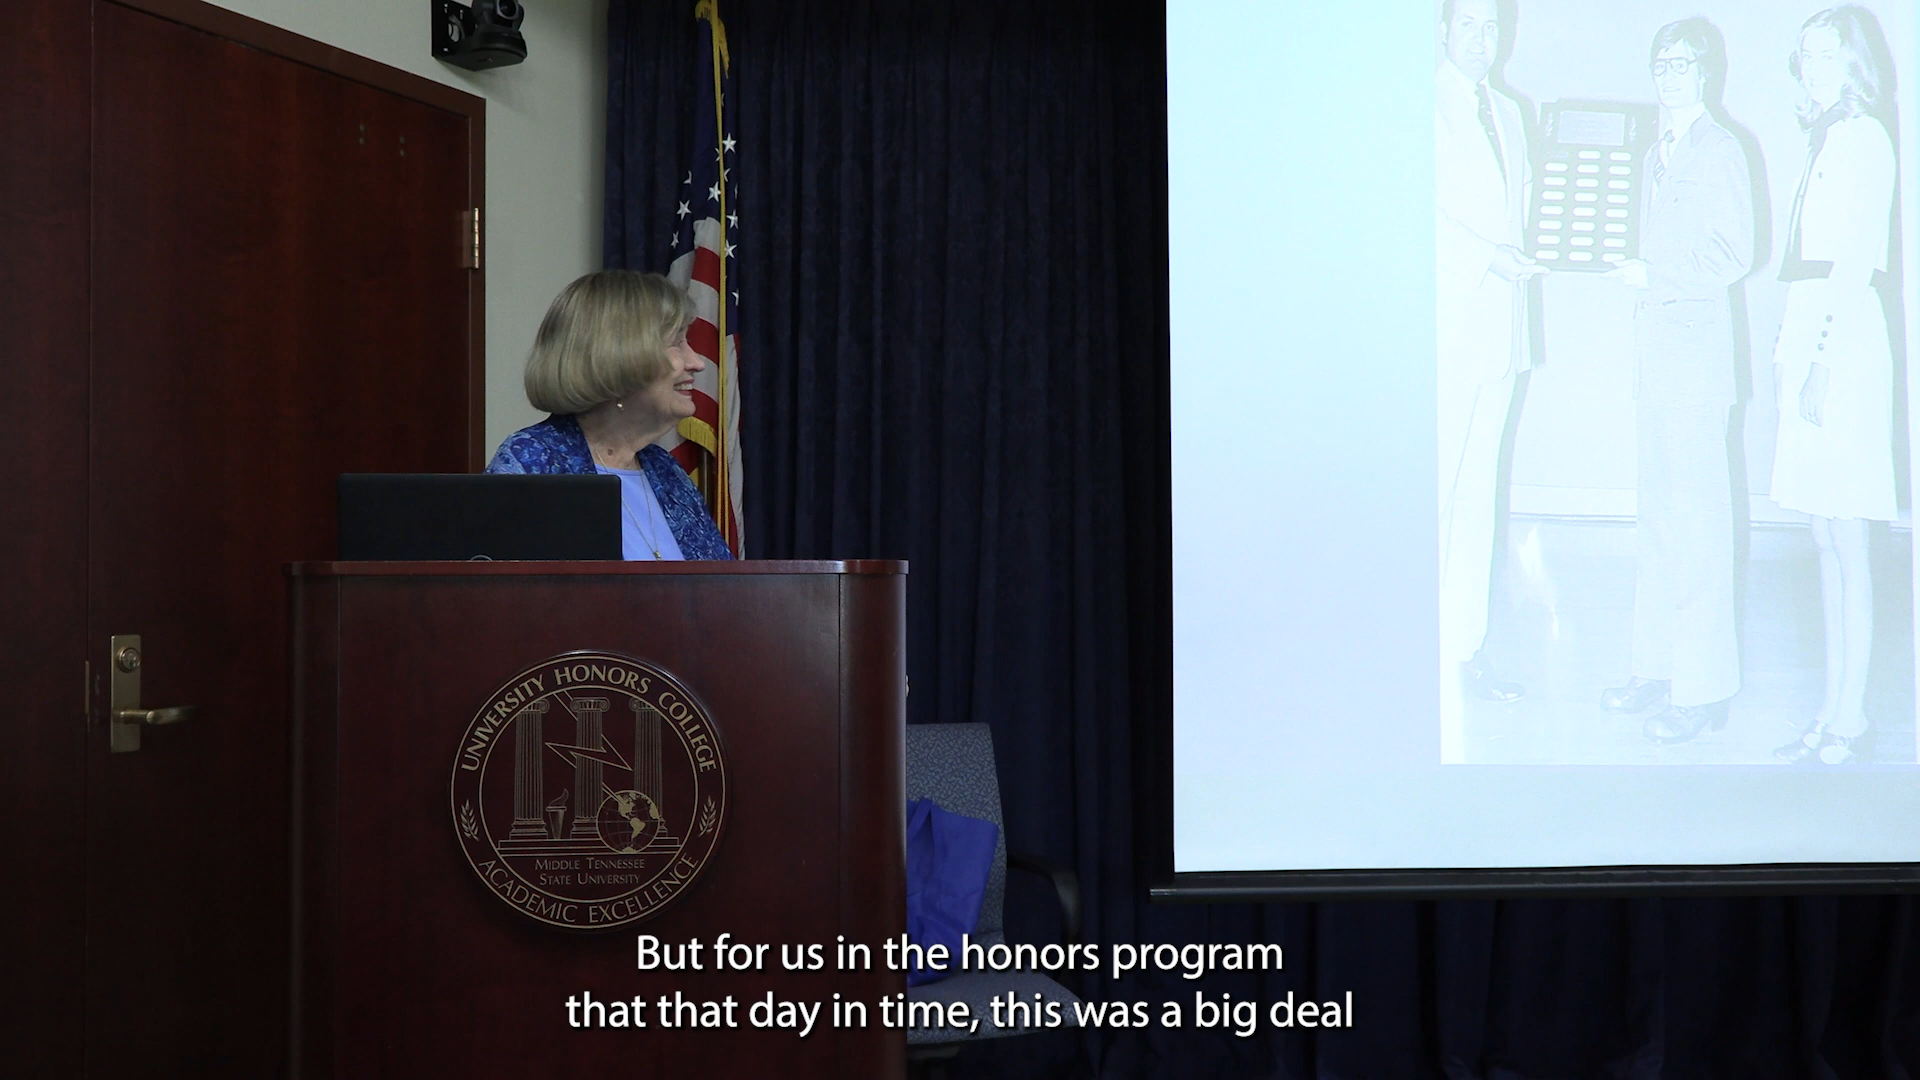 UNIVERSITY HONORS COLLEGE
MIDDLE TENNESSEE
STATE UNIVERSITY
ACADEMIC EXCELLENCE
But for us in the honors program
that that day in time, this was a big deal